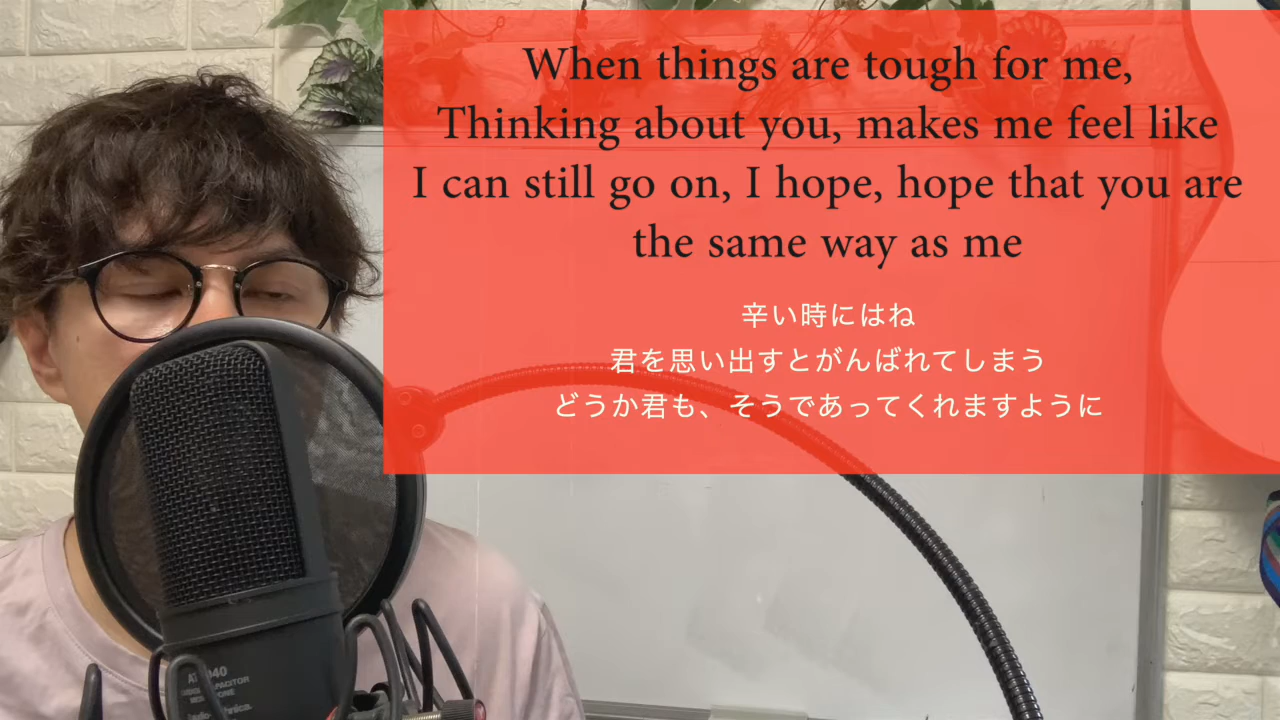 When things are tough for me,
Thinking about you, makes me feel like
I can still go on, I hope, hope that you are
the same way as me
辛い時にはね
君を思い出すとがんばれてしまう
どうか君も、そうであってくれますように